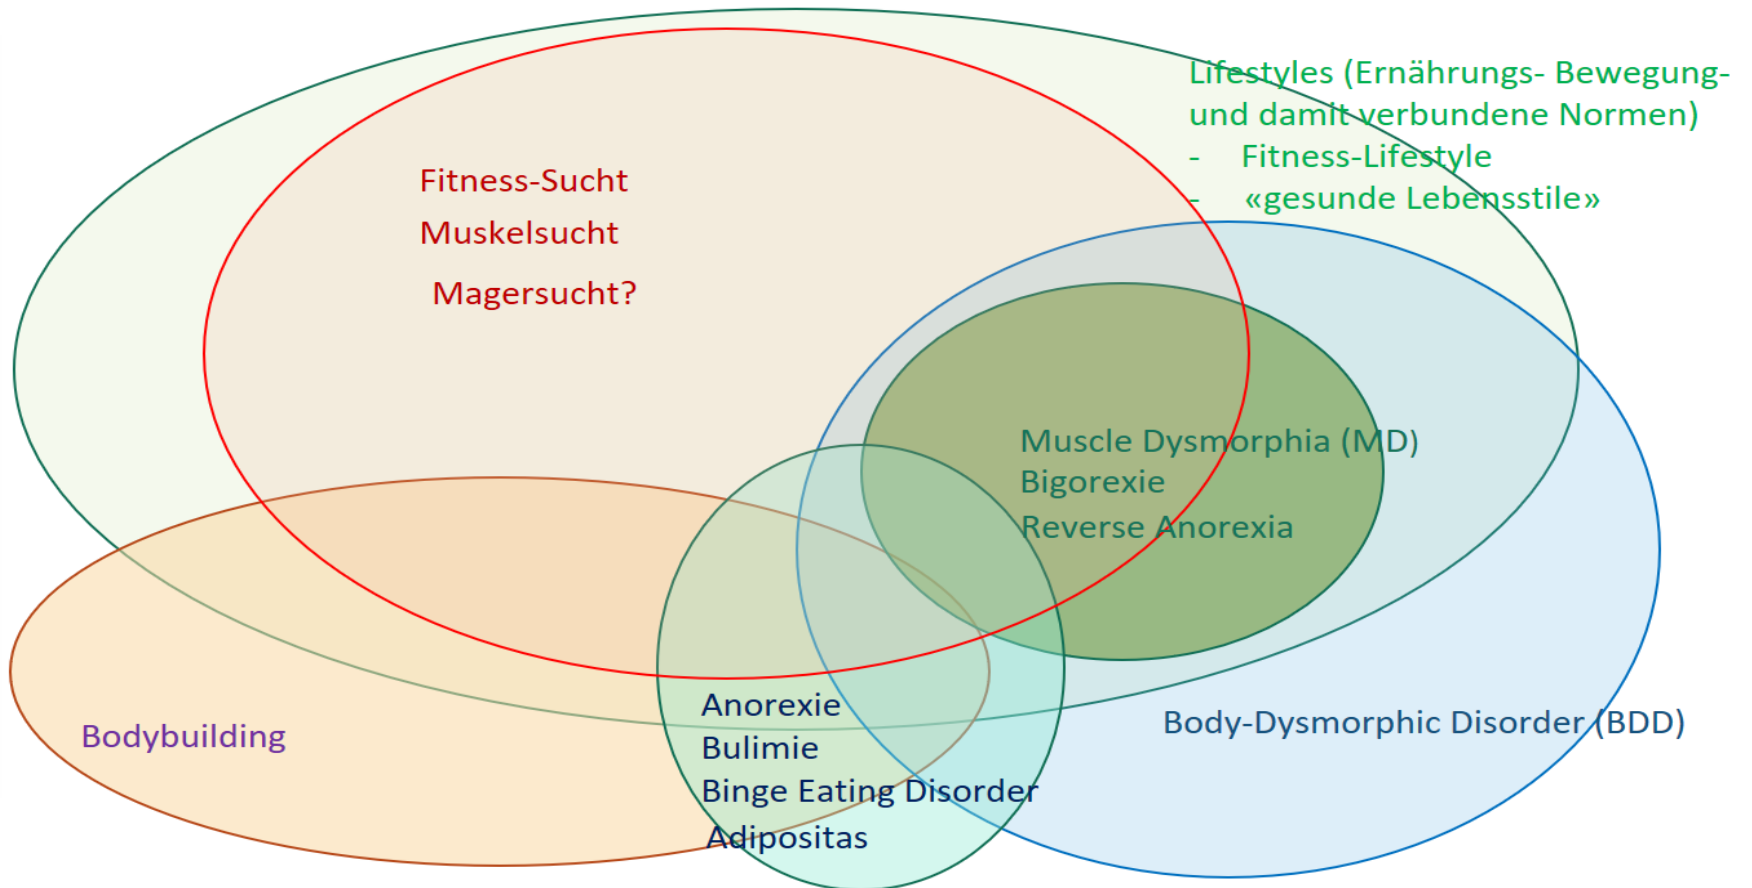 Lifestyles (Ernährungs- Bewegung-
und damit verbundene Normen)
- Fitness-Lifestyle
- «gesunde Lebensstile»
Fitness-Sucht
Muskelsucht
Magersucht?
Muscle Dysmorphia (MD)
Bigorexie
Reverse Anorexia
Anorexie
Bulimie
Binge Eating Disorder
Adipositas
Bodybuilding
Body-Dysmorphic Disorder (BDD)